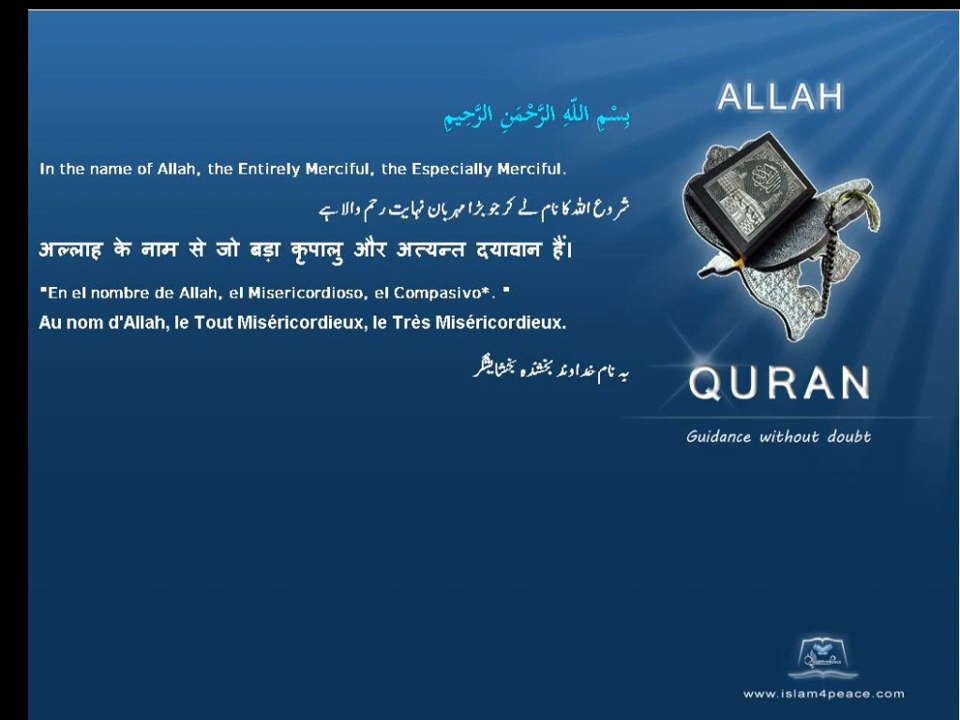 بِسْمِ اللَّهِ الرَّحْمَنِ الرَّحِيمِ
In the name of Allah, the Entirely Merciful, the Especially Merciful.
شروع الله کا نام لے کر جو بڑا مہربان نہایت رحم والا ہے
अल्लाह के नाम से जो बड़ा कृपालु और अत्यन्त दयावान हैं।
"En el nombre de Allah, el Misericordioso, el Compasivo*. "
Au nom d'Allah, le Tout Miséricordieux, le Très Miséricordieux.
به نام خداوند بخشنده بخشایشگر
ALLAH
QURAN
Guidance without doubt
www.islam4peace.com